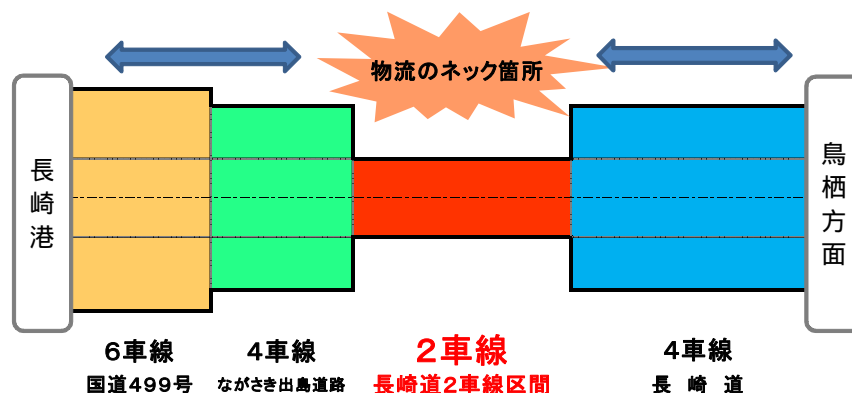 物流のネック箇所
長崎港
鳥栖方面
6車線
国道499号
4車線
ながさき出島道路
2車線
長崎道2車線区間
4車線
長崎道